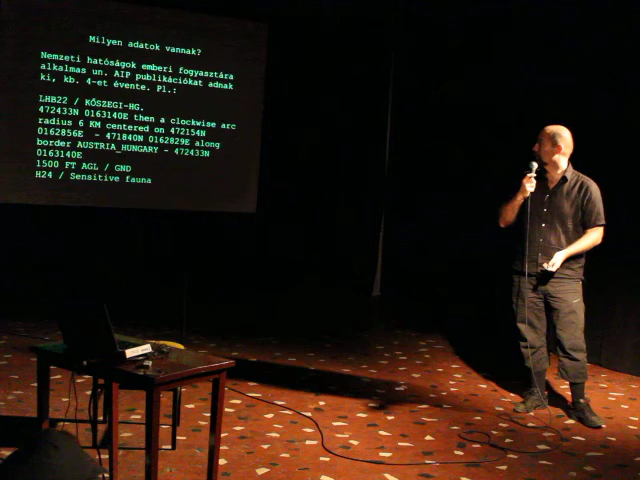 Milyen adatok vannak?
Nemzeti hatóságok emberi fogyasztára
alkalmas un. AIP publikációkat adnak
ki, kb. 4-et évente. Pl.:
LHB22 / KŐSZEGI-HG.
472433N 0163140E then a clockwise arc
radius 6 KM centered on 472154N
0162856E - 471840N 0162829E along
border AUSTRIA_HUNGARY - 472433N
0163140E
1500 FT AGL / GND
H24 / Sensitive fauna